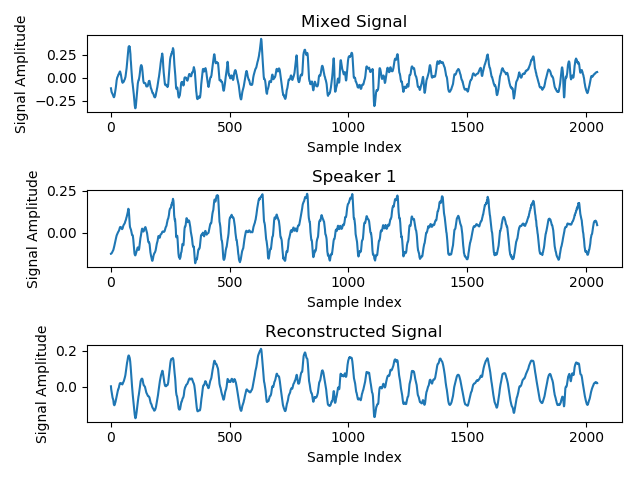 Mixed Signal
Signal Amplitude
0.25
0.00
−0.25
0 500 1000 1500 2000
Sample Index
Speaker 1
Signal Amplitude
0.25
0.00
0 500 1000 1500 2000
Sample Index
Reconstructed Signal
Signal Amplitude
0.2
0.0
0 500 1000 1500 2000
Sample Index